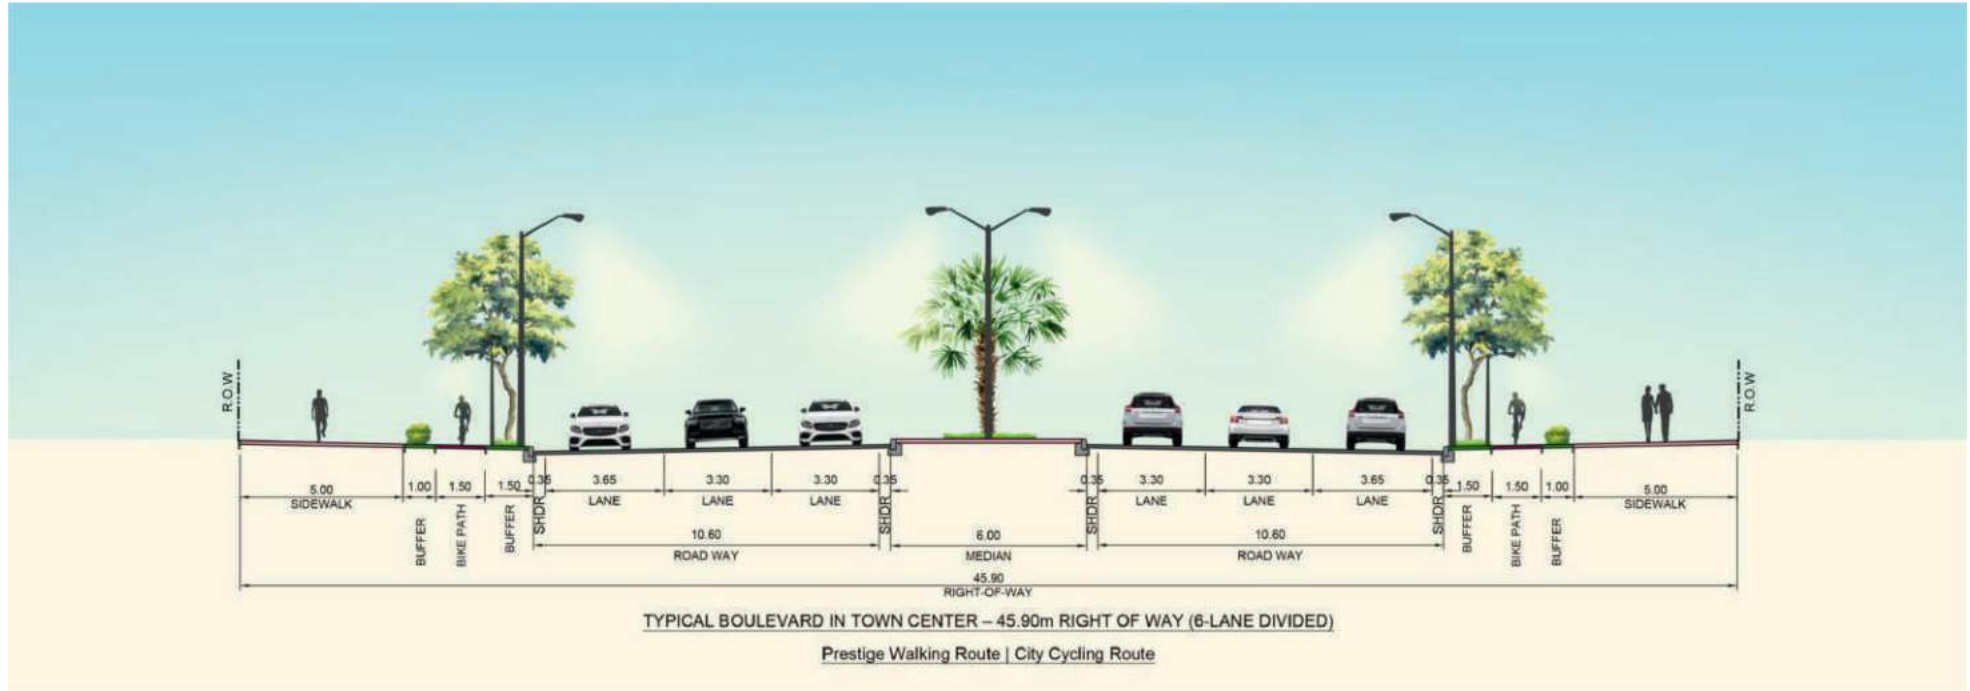 R.O.W
R.O.W
5.00 1.00 1.50 1.50 0.35 3.65 3.30 3.30 0.35 0.35 3.30 3.30 3.65 0.35 1.50 1.50 1.00 5.00
SIDEWALK BUFFER BIKE PATH BUFFER SHDR LANE LANE LANE SHDR SHDR LANE LANE LANE SHDR BUFFER BIKE PATH BUFFER SIDEWALK
10.60 6.00 10.60
ROAD WAY MEDIAN ROAD WAY
45.90
RIGHT-OF-WAY
TYPICAL BOULEVARD IN TOWN CENTER – 45.90m RIGHT OF WAY (6-LANE DIVIDED)
Prestige Walking Route | City Cycling Route